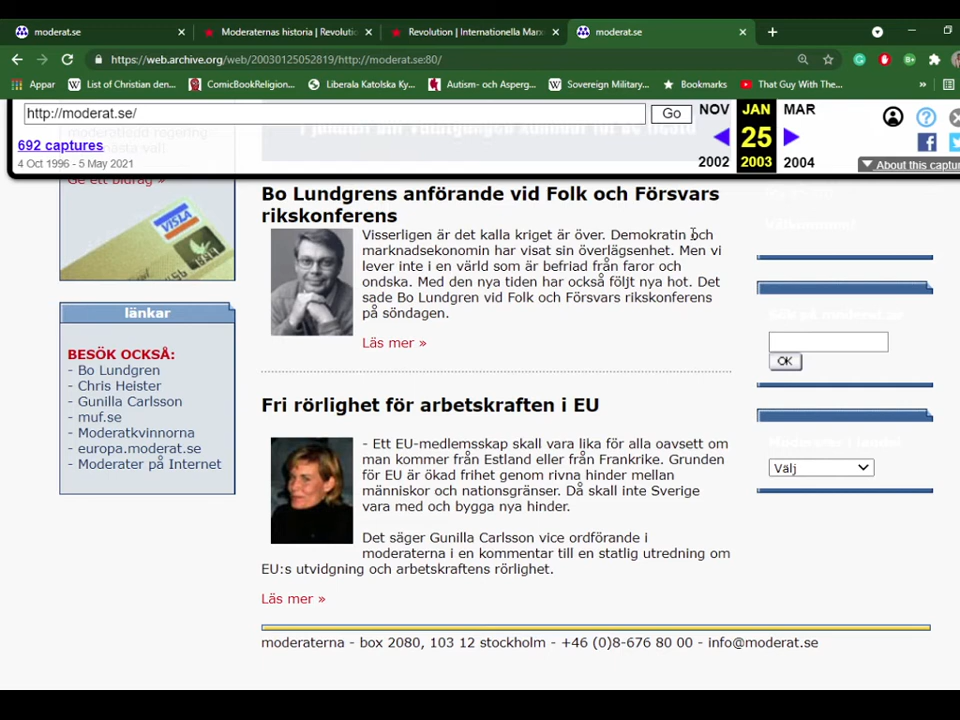 moderat.se
Moderaternas historia | Revolutio
Revolution | Internationella Marx
moderat.se
https://web.archive.org/web/20030125052819/http://moderat.se:80/
Appar
List of Christian den...
ComicBookReligion...
Liberala Katolska Ky...
Autism- och Asperg...
Sovereign Military...
Bookmarks
That Guy With The...
»
http://moderat.se/
Go
692 captures
4 Oct 1996 - 5 May 2021
NOV
JAN
MAR
25
2002
2003
2004
About this captur
Ge ett bidrag »
VISA
Bo Lundgrens anförande vid Folk och Försvars
rikskonferens
Visserligen är det kalla kriget är över. Demokratin och
marknadsekonomin har visat sin överlägsenhet. Men vi
lever inte i en värld som är befriad från faror och
ondska. Med den nya tiden har också följt nya hot. Det
sade Bo Lundgren vid Folk och Försvars rikskonferens
på söndagen.
Läs mer »
länkar
BESÖK OCKSÅ:
- Bo Lundgren
- Chris Heister
- Gunilla Carlsson
- muf.se
- Moderatkvinnorna
- europa.moderat.se
- Moderater på Internet
Fri rörlighet för arbetskraften i EU
- Ett EU-medlemsskap skall vara lika för alla oavsett om
man kommer från Estland eller från Frankrike. Grunden
för EU är ökad frihet genom rivna hinder mellan
människor och nationsgränser. Då skall inte Sverige
vara med och bygga nya hinder.
Det säger Gunilla Carlsson vice ordförande i
moderaterna i en kommentar till en statlig utredning om
EU:s utvidgning och arbetskraftens rörlighet.
Läs mer »
Sök på moderat.se
OK
Moderater i landet
Välj
moderaterna - box 2080, 103 12 stockholm - +46 (0)8-676 80 00 - info@moderat.se